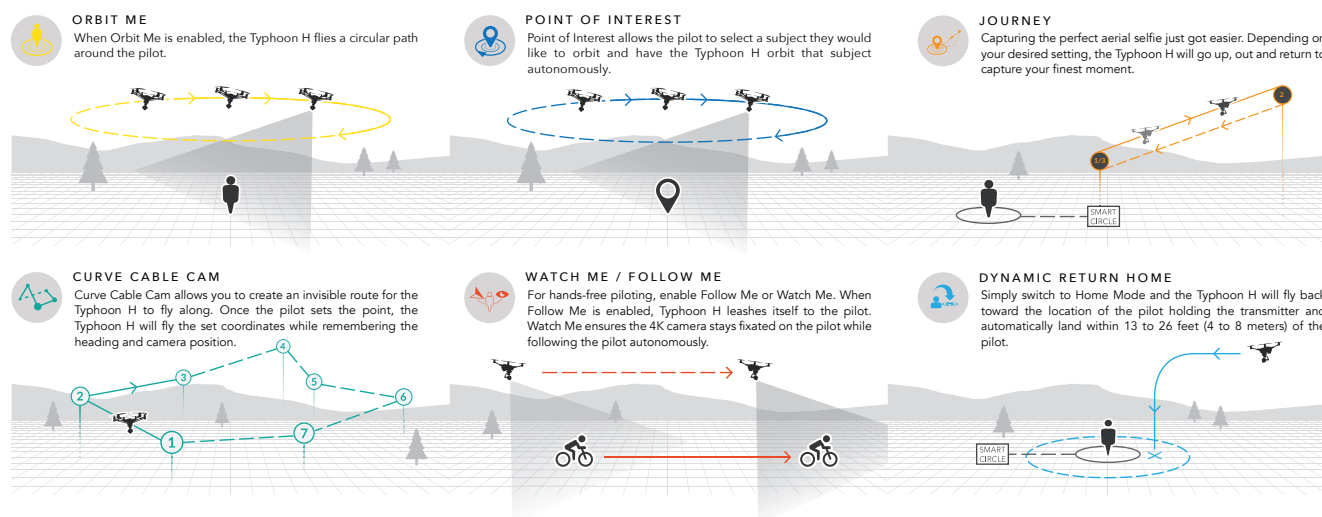 ORBIT ME
When Orbit Me is enabled, the Typhoon H flies a circular path
around the pilot.
POINT OF INTEREST
Point of Interest allows the pilot to select a subject they would
like to orbit and have the Typhoon H orbit that subject
autonomously.
JOURNEY
Capturing the perfect aerial selfie just got easier. Depending on
your desired setting, the Typhoon H will go up, out and return to
capture your finest moment.
2
1/3
SMART
CIRCLE
CURVE CABLE CAM
Curve Cable Cam allows you to create an invisible route for the
Typhoon H to fly along. Once the pilot sets the point, the
Typhoon H will fly the set coordinates while remembering the
heading and camera position.
4
3
5
2
6
1
7
WATCH ME / FOLLOW ME
For hands-free piloting, enable Follow Me or Watch Me. When
Follow Me is enabled, Typhoon H leashes itself to the pilot.
Watch Me ensures the 4K camera stays fixated on the pilot while
following the pilot autonomously.
DYNAMIC RETURN HOME
Simply switch to Home Mode and the Typhoon H will fly back
toward the location of the pilot holding the transmitter and
automatically land within 13 to 26 feet (4 to 8 meters) of the
pilot.
SMART
CIRCLE